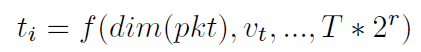 t_i = f(dim(pkt), v_t, ..., T * 2^r)